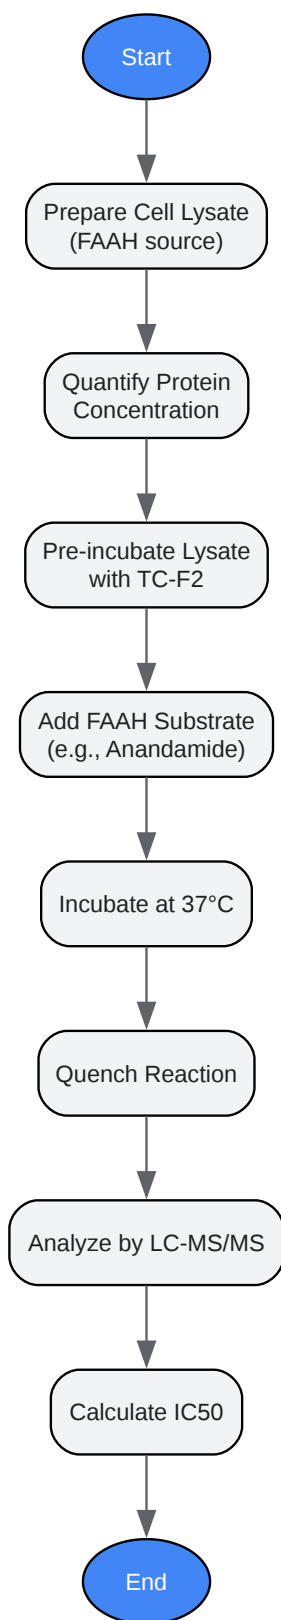 Start
Prepare Cell Lysate
(FAAH source)
Quantify Protein
Concentration
Pre-incubate Lysate
with TC-F2
Add FAAH Substrate
(e.g., Anandamide)
Incubate at 37°C
Quench Reaction
Analyze by LC-MS/MS
Calculate IC50
End